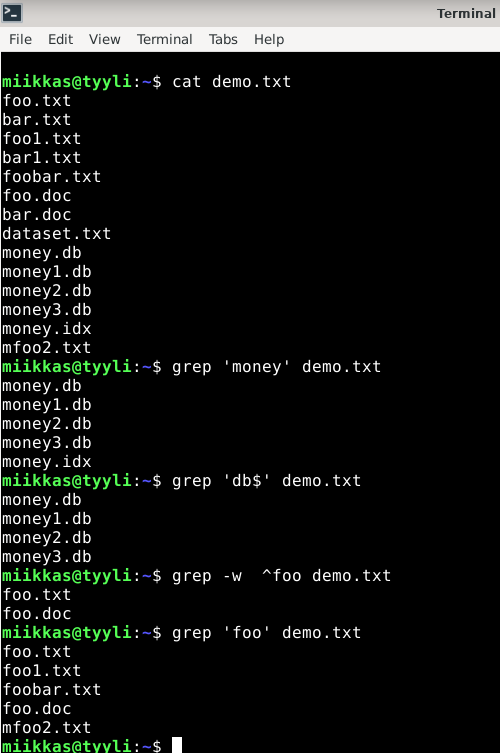 Terminal
File Edit View Terminal Tabs Help
miikkas@tyyli:~$ cat demo.txt
foo.txt
bar.txt
foo1.txt
bar1.txt
foobar.txt
foo.doc
bar.doc
dataset.txt
money.db
money1.db
money2.db
money3.db
money.idx
mfoo2.txt
miikkas@tyyli:~$ grep 'money' demo.txt
money.db
money1.db
money2.db
money3.db
money.idx
miikkas@tyyli:~$ grep 'db$' demo.txt
money.db
money1.db
money2.db
money3.db
miikkas@tyyli:~$ grep -w  ^foo demo.txt
foo.txt
foo.doc
miikkas@tyyli:~$ grep 'foo' demo.txt
foo.txt
foo1.txt
foobar.txt
foo.doc
mfoo2.txt
miikkas@tyyli:~$